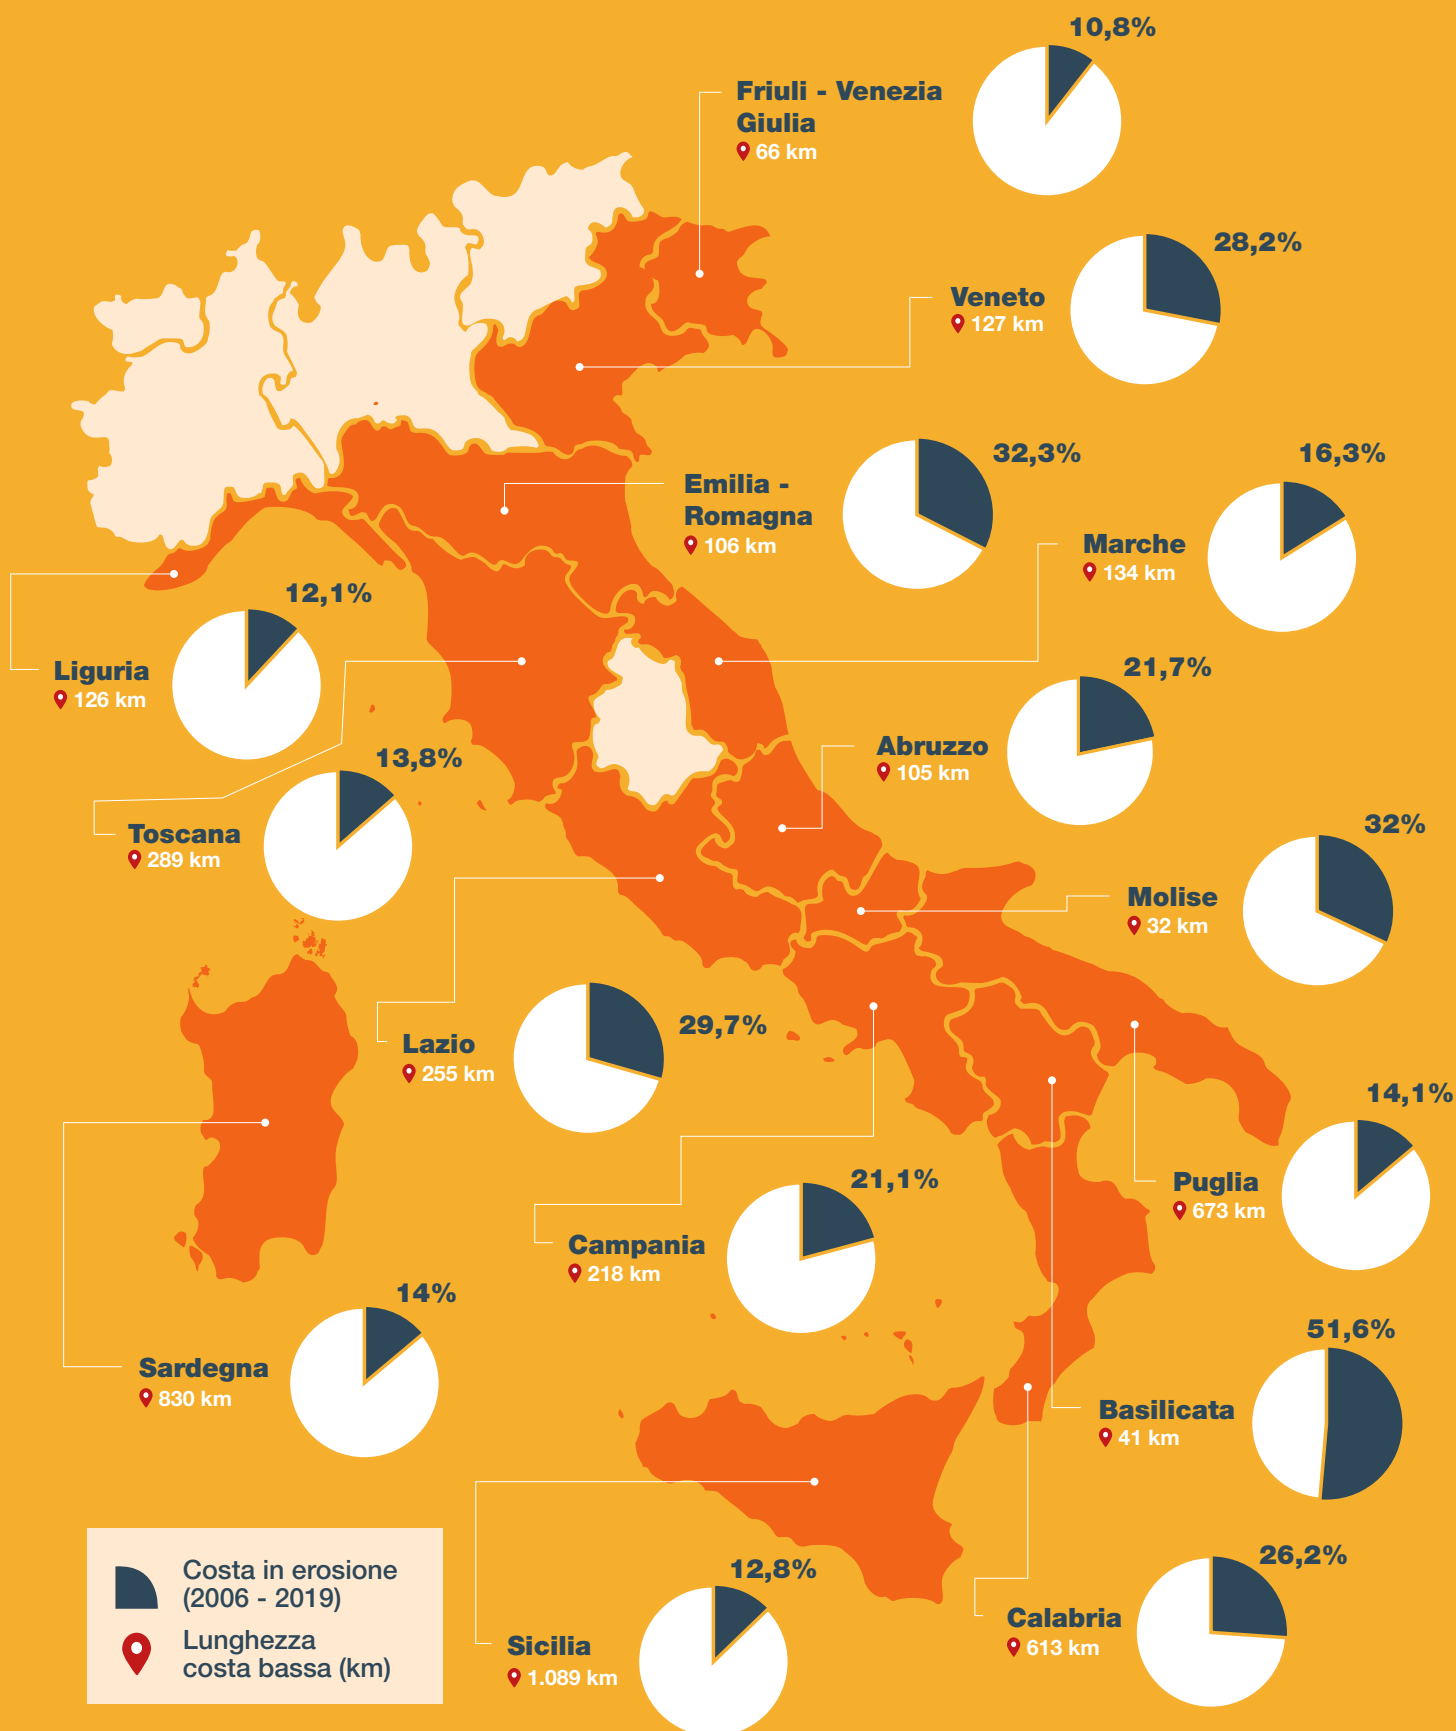 10,8%
Friuli - Venezia
Giulia
66 km
28,2%
Veneto
127 km
32,3%
Emilia -
Romagna
106 km
16,3%
Marche
134 km
12,1%
Liguria
126 km
21,7%
Abruzzo
105 km
13,8%
Toscana
289 km
32%
Molise
32 km
29,7%
Lazio
255 km
14,1%
Puglia
673 km
21,1%
Campania
218 km
14%
Sardegna
830 km
51,6%
Basilicata
41 km
26,2%
Calabria
613 km
12,8%
Sicilia
1.089 km
Costa in erosione
(2006 - 2019)
Lunghezza
costa bassa (km)